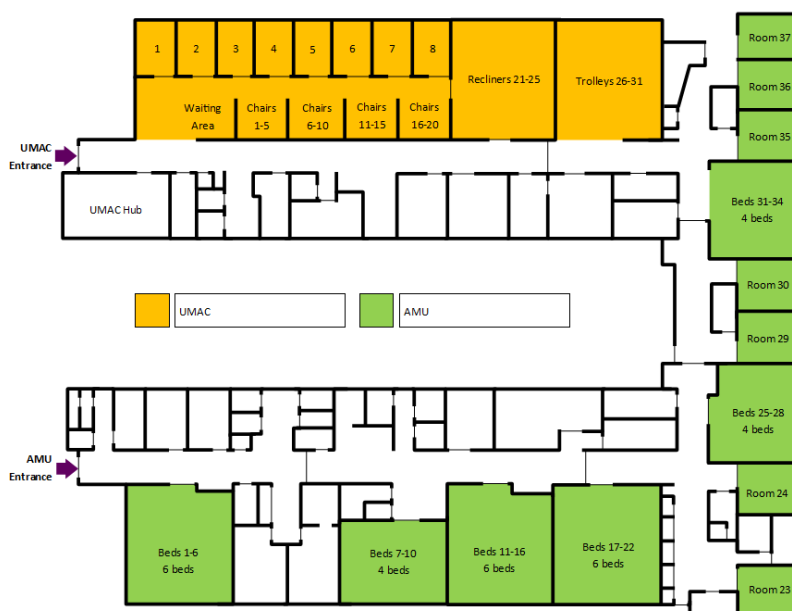 Room 37
1
2
3
4
5
6
7
8
Recliners 21-25
Trolleys 26-31
Room 36
Waiting
Area
Chairs
1-5
Chairs
6-10
Chairs
11-15
Chairs
16-20
Room 35
UMAC
Entrance
UMAC Hub
Beds 31-34
4 beds
Room 30
UMAC
AMU
Room 29
Beds 25-28
4 beds
AMU
Entrance
Room 24
Beds 1-6
6 beds
Beds 7-10
4 beds
Beds 11-16
6 beds
Beds 17-22
6 beds
Room 23